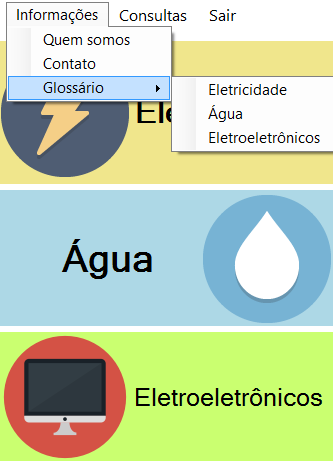 Informações Consultas Sair
Quem somos
Contato
Glossário
Eletricidade
Água
Eletroeletrônicos
Água
Eletroeletrônicos